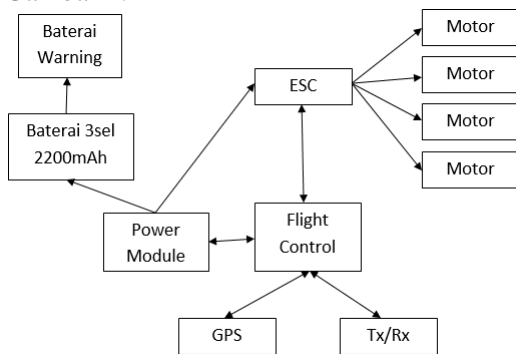 Baterai
Warning
Motor
Motor
Motor
Motor
ESC
Baterai 3sel
2200mAh
Power
Module
Flight
Control
GPS
Tx/Rx